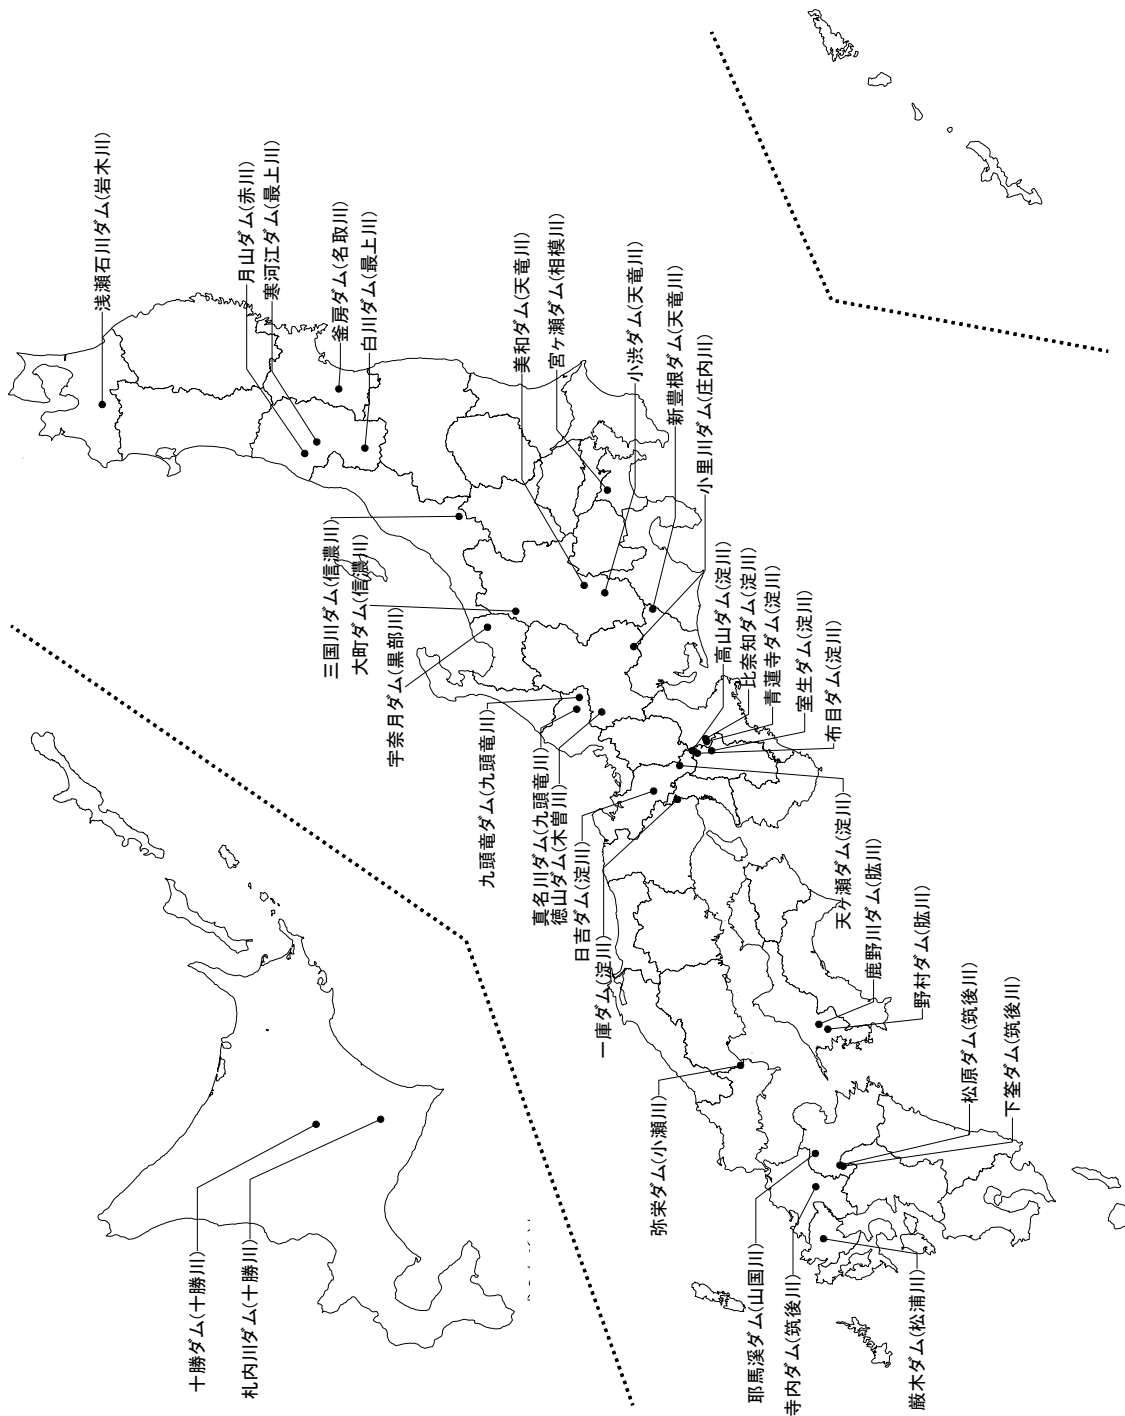 浅瀬石川ダム(岩木川)
月山ダム(赤川)
寒河江ダム(最上川)
釜房ダム(名取川)
白川ダム(最上川)
美和ダム(天竜川)
宮ヶ瀬ダム(相模川)
小渋ダム(天竜川)
新豊根ダム(天竜川)
小里川ダム(庄内川)
三国川ダム(信濃川)
大町ダム(信濃川)
宇奈月ダム(黒部川)
高山ダム(淀川)
比奈知ダム(淀川)
青蓮寺ダム(淀川)
室生ダム(淀川)
布目ダム(淀川)
九頭竜ダム(九頭竜川)
真名川ダム(九頭竜川)
徳山ダム(木曽川)
日吉ダム(淀川)
一庫ダム(淀川)
天ヶ瀬ダム(淀川)
鹿野川ダム(肱川)
野村ダム(肱川)
松原ダム(筑後川)
下筌ダム(筑後川)
弥栄ダム(小瀬川)
耶馬溪ダム(山国川)
寺内ダム(筑後川)
厳木ダム(松浦川)
十勝ダム(十勝川)
札内川ダム(十勝川)